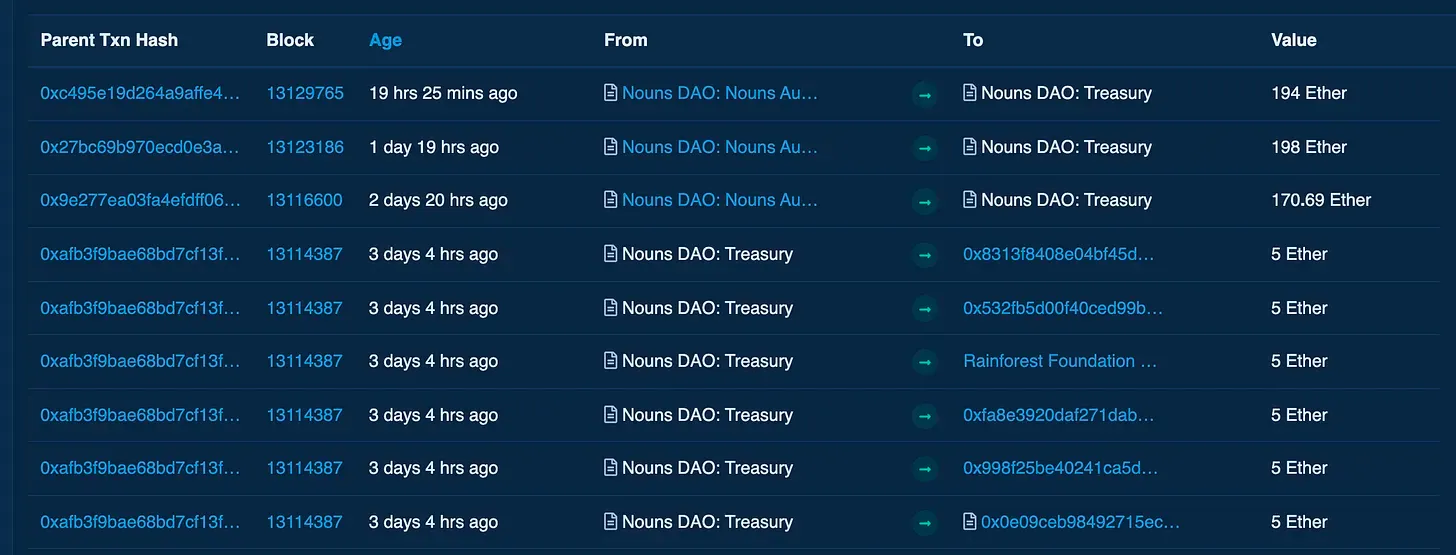 Parent Txn Hash Block Age From To Value
0xc495e19d264a9affe4... 13129765 19 hrs 25 mins ago Nouns DAO: Nouns Au... Nouns DAO: Treasury 194 Ether
0x27bc69b970ecd0e3a... 13123186 1 day 19 hrs ago Nouns DAO: Nouns Au... Nouns DAO: Treasury 198 Ether
0x9e277ea03fa4efdff06... 13116600 2 days 20 hrs ago Nouns DAO: Nouns Au... Nouns DAO: Treasury 170.69 Ether
0xafb3f9bae68bd7cf13f... 13114387 3 days 4 hrs ago Nouns DAO: Treasury 0x8313f8408e04bf45d... 5 Ether
0xafb3f9bae68bd7cf13f... 13114387 3 days 4 hrs ago Nouns DAO: Treasury 0x532fb5d00f40ced99b... 5 Ether
0xafb3f9bae68bd7cf13f... 13114387 3 days 4 hrs ago Nouns DAO: Treasury Rainforest Foundation ... 5 Ether
0xafb3f9bae68bd7cf13f... 13114387 3 days 4 hrs ago Nouns DAO: Treasury 0xfa8e3920daf271dab... 5 Ether
0xafb3f9bae68bd7cf13f... 13114387 3 days 4 hrs ago Nouns DAO: Treasury 0x998f25be40241ca5d... 5 Ether
0xafb3f9bae68bd7cf13f... 13114387 3 days 4 hrs ago Nouns DAO: Treasury 0x0e09ceb98492715ec... 5 Ether